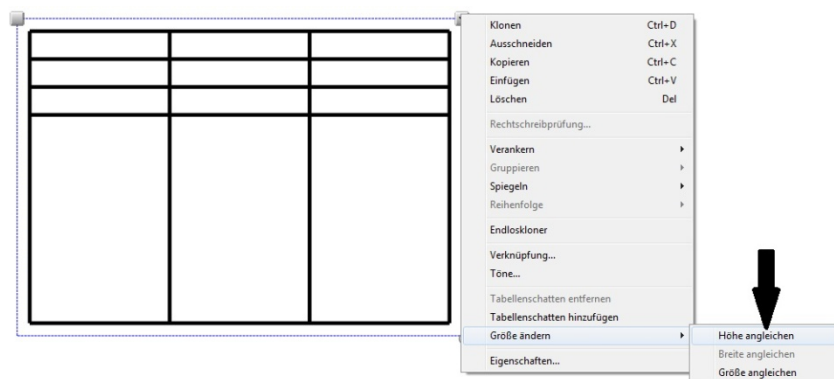 Klonen Ctrl+D
Ausschneiden Ctrl+X
Kopieren Ctrl+C
Einfügen Ctrl+V
Löschen Del
Rechtschreibprüfung...
Verankern
Gruppieren
Spiegeln
Reihenfolge
Endloskloner
Verknüpfung...
Töne...
Tabellenschatten entfernen
Tabellenschatten hinzufügen
Größe ändern
Eigenschaften...
Höhe angleichen
Breite angleichen
Größe angleichen